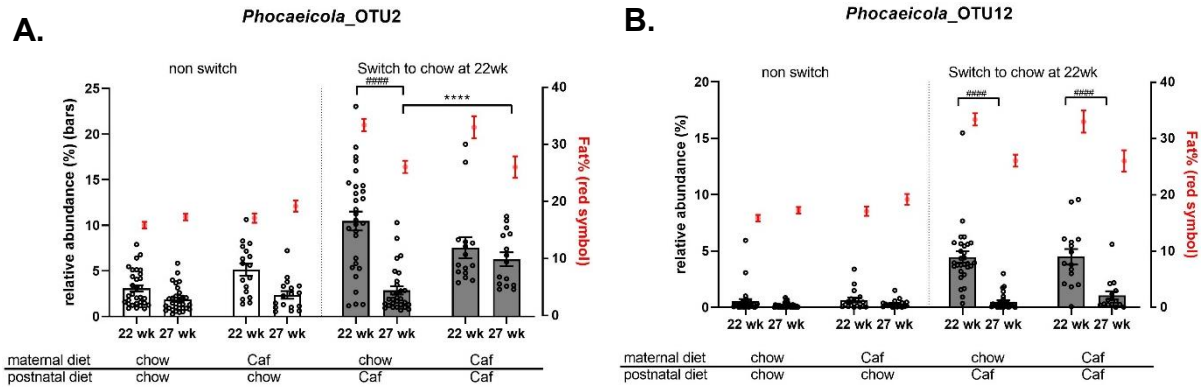 A.
Phocaeicola_OTU2
non switch
Switch to chow at 22wk
####
****
relative abundance (%) (bars)
25
20
15
10
5
0
40
30
20
10
0
Fat% (red symbol)
22 wk 27 wk 22 wk 27 wk 22 wk 27 wk 22 wk 27 wk
maternal diet chow Caf chow Caf
postnatal diet chow chow Caf Caf
B.
Phocaeicola_OTU12
non switch
Switch to chow at 22wk
####
####
relative abundance (%)
20
15
10
5
0
40
30
20
10
0
Fat% (red symbol)
22 wk 27 wk 22 wk 27 wk 22 wk 27 wk 22 wk 27 wk
maternal diet chow Caf chow Caf
postnatal diet chow chow Caf Caf